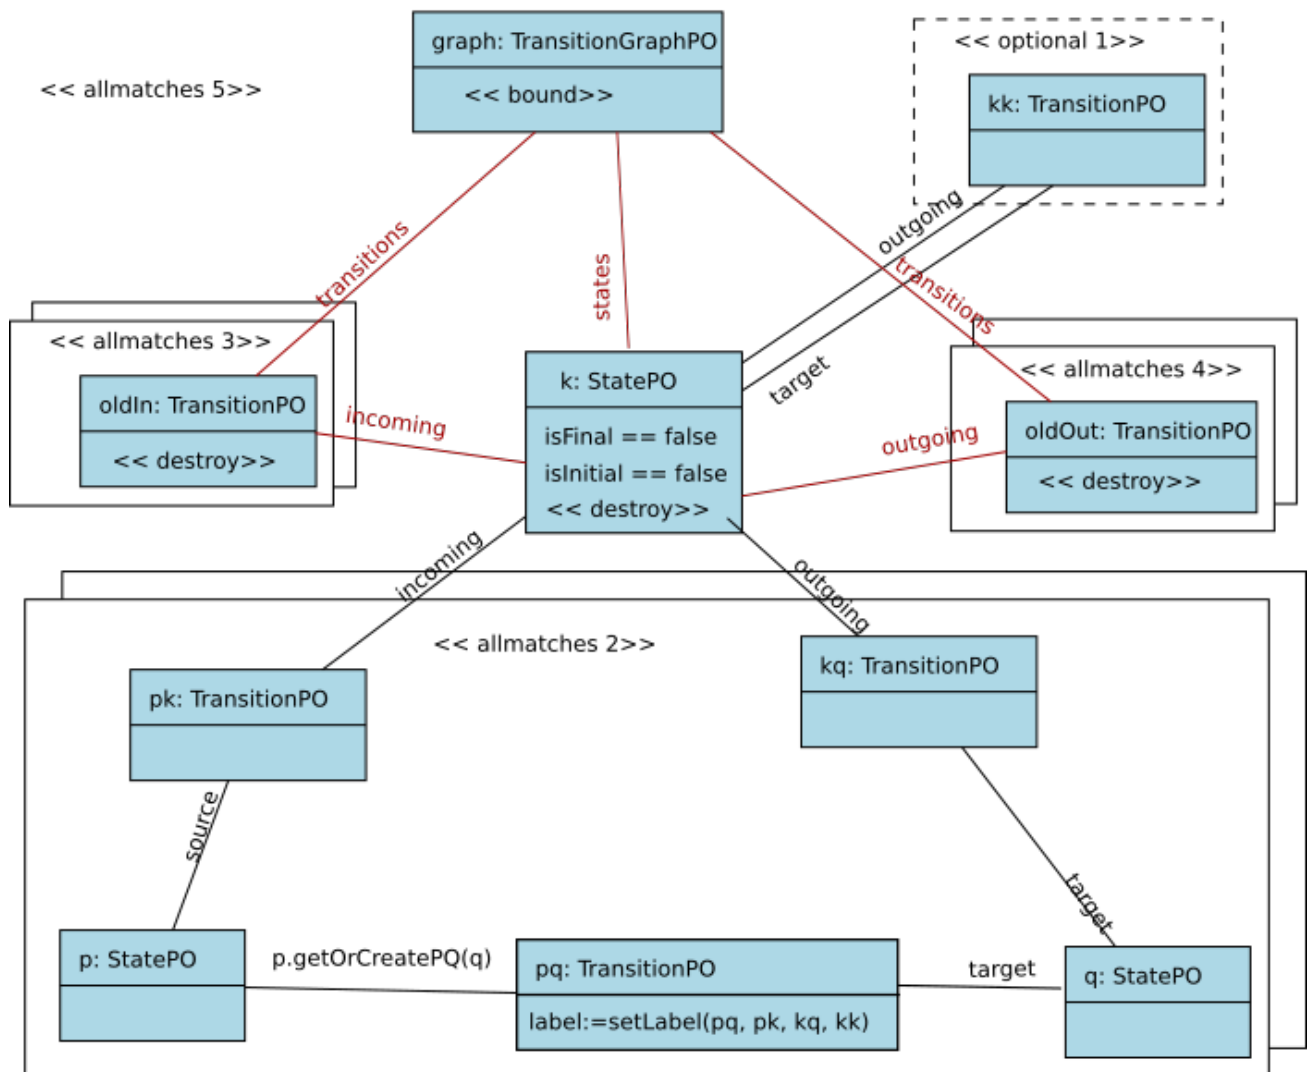 graph: TransitionGraphPO
<< bound>>
<< optional 1>>
kk: TransitionPO
<< allmatches 5>>
outgoing
target
transitions
states
transitions
<< allmatches 3>>
oldIn: TransitionPO
<< destroy>>
incoming
k: StatePO
isFinal == false
isInitial == false
<< destroy>>
outgoing
<< allmatches 4>>
oldOut: TransitionPO
<< destroy>>
incoming
outgoing
<< allmatches 2>>
pk: TransitionPO
kq: TransitionPO
source
target
p: StatePO
p.getOrCreatePQ(q)
pq: TransitionPO
label:=setLabel(pq, pk, kq, kk)
target
q: StatePO